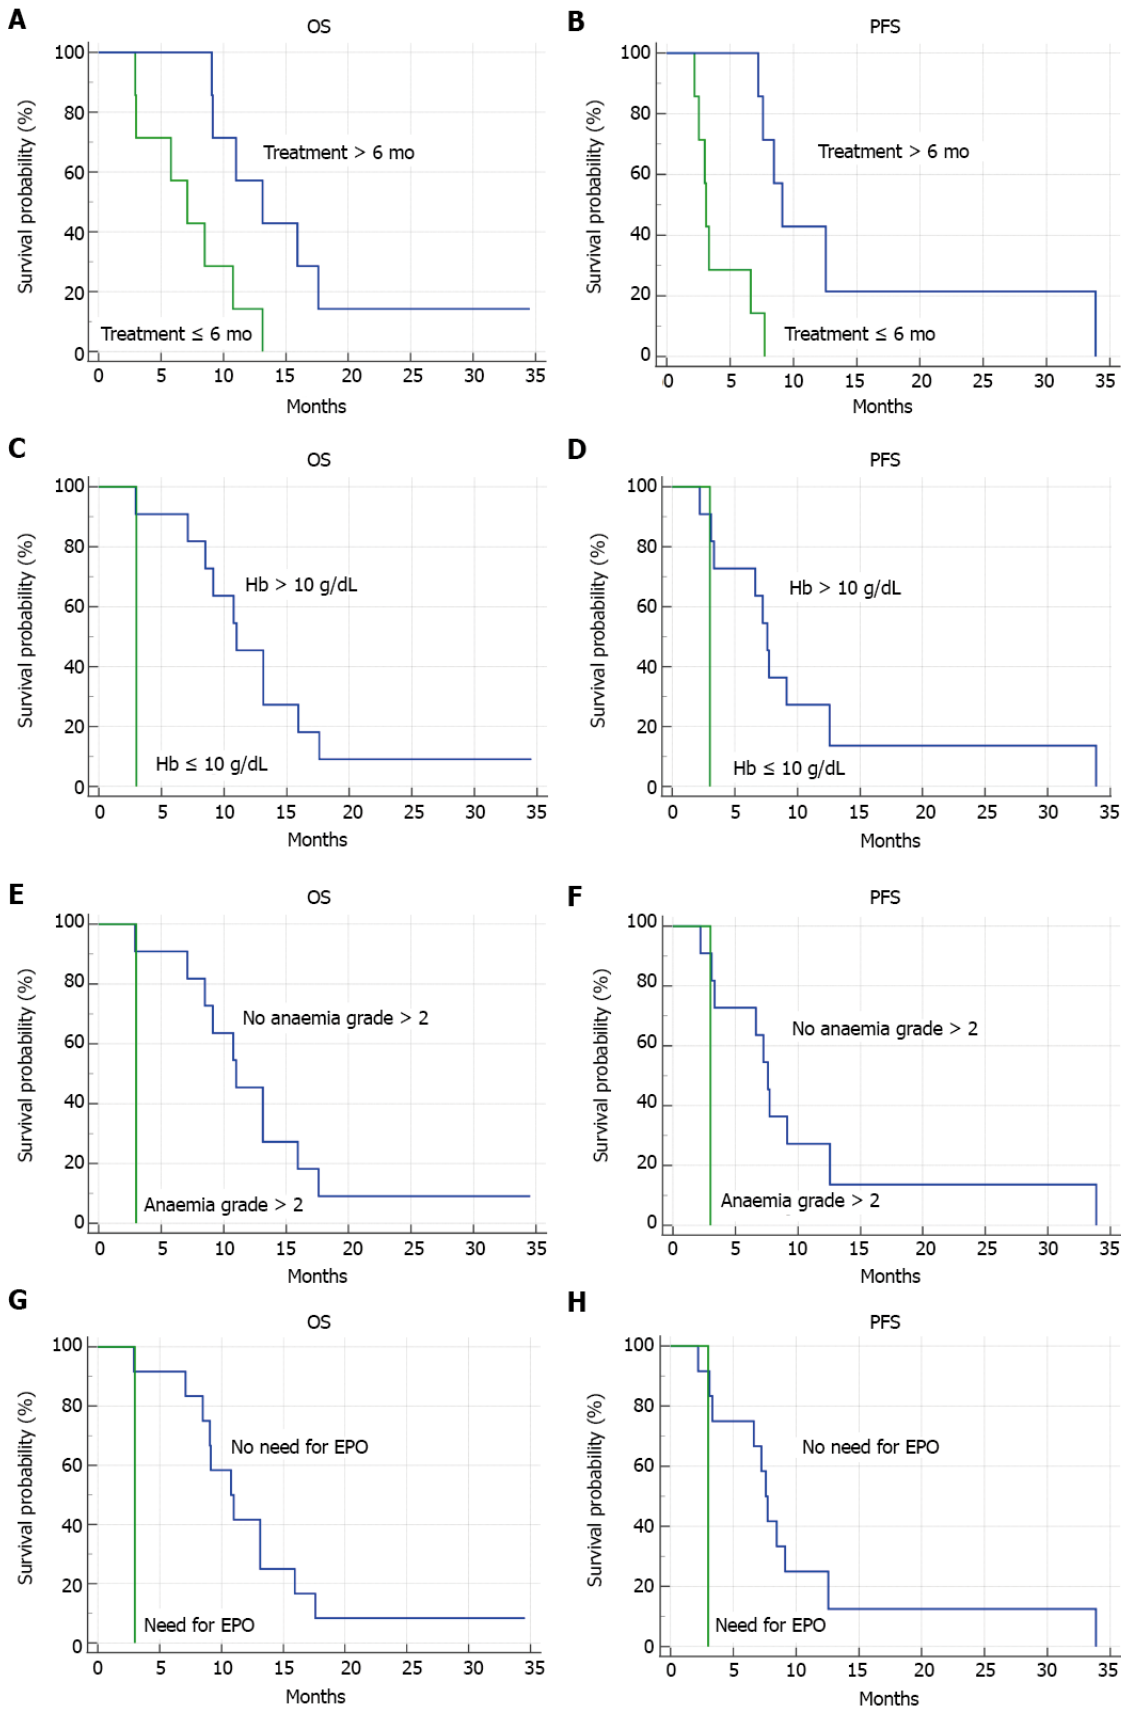 A
OS
100
80
60
40
20
0
Survival probability (%)
Treatment > 6 mo
Treatment ≤ 6 mo
0 5 10 15 20 25 30 35
Months
B
PFS
100
80
60
40
20
0
Survival probability (%)
Treatment > 6 mo
Treatment ≤ 6 mo
0 5 10 15 20 25 30 35
Months
C
OS
100
80
60
40
20
0
Survival probability (%)
Hb > 10 g/dL
Hb ≤ 10 g/dL
0 5 10 15 20 25 30 35
Months
D
PFS
100
80
60
40
20
0
Survival probability (%)
Hb > 10 g/dL
Hb ≤ 10 g/dL
0 5 10 15 20 25 30 35
Months
E
OS
100
80
60
40
20
0
Survival probability (%)
No anaemia grade > 2
Anaemia grade > 2
0 5 10 15 20 25 30 35
Months
F
PFS
100
80
60
40
20
0
Survival probability (%)
No anaemia grade > 2
Anaemia grade > 2
0 5 10 15 20 25 30 35
Months
G
OS
100
80
60
40
20
0
Survival probability (%)
No need for EPO
Need for EPO
0 5 10 15 20 25 30 35
Months
H
PFS
100
80
60
40
20
0
Survival probability (%)
No need for EPO
Need for EPO
0 5 10 15 20 25 30 35
Months